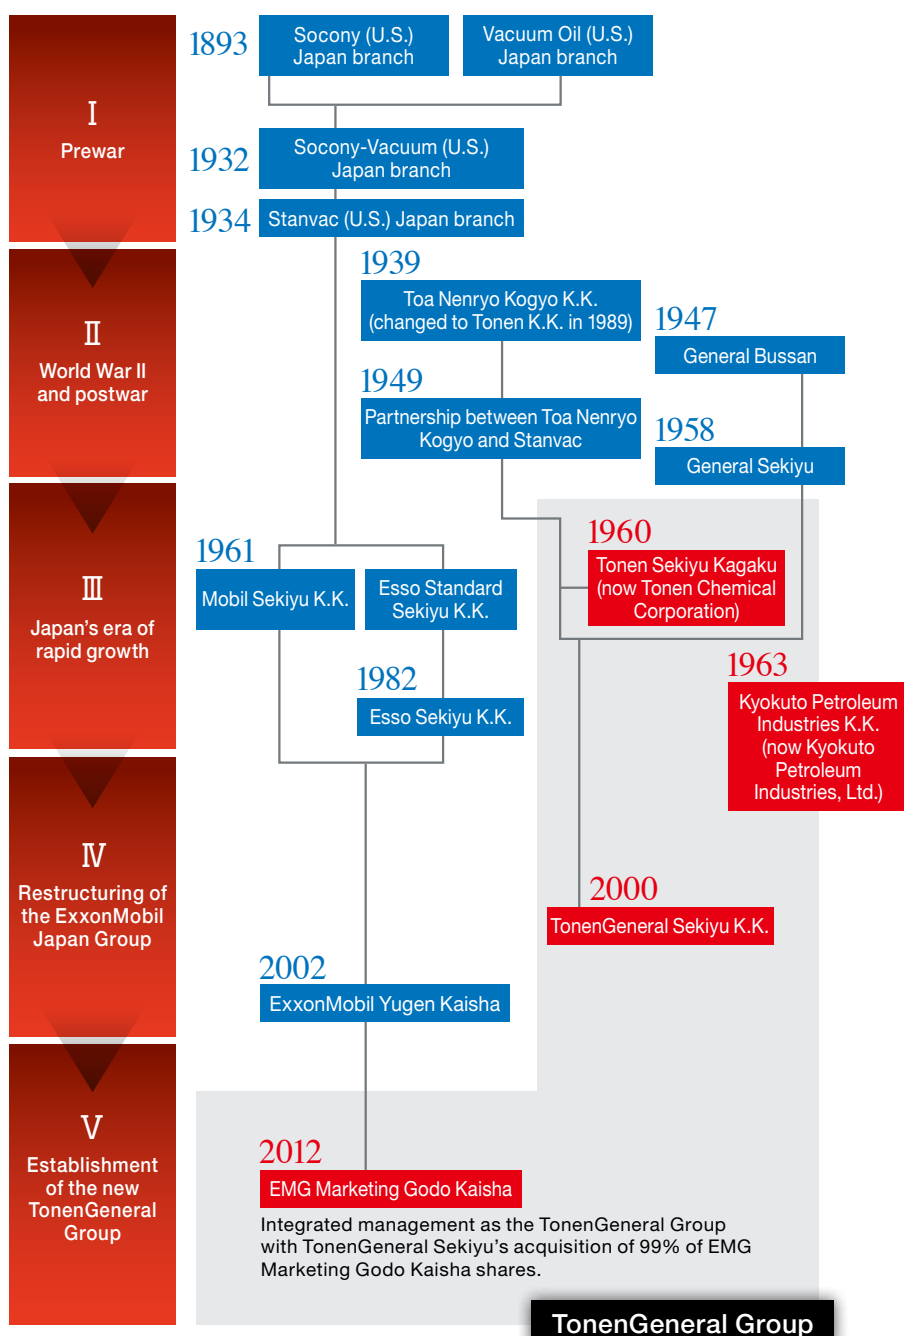 1893
Socony (U.S.)
Japan branch
Vacuum Oil (U.S.)
Japan branch
I
Prewar
1932
Socony-Vacuum (U.S.)
Japan branch
1934
Stanvac (U.S.) Japan branch
1939
Toa Nenryo Kogyo K.K.
(changed to Tonen K.K. in 1989)
1947
General Bussan
II
World War II
and postwar
1949
Partnership between Toa Nenryo
Kogyo and Stanvac
1958
General Sekiyu
1960
Tonen Sekiyu Kagaku
(now Tonen Chemical
Corporation)
1961
Mobil Sekiyu K.K.
Esso Standard
Sekiyu K.K.
III
Japan's era of
rapid growth
1963
Kyokuto Petroleum
Industries K.K.
(now Kyokuto
Petroleum
Industries, Ltd.)
1982
Esso Sekiyu K.K.
IV
Restructuring of
the ExxonMobil
Japan Group
2000
TonenGeneral Sekiyu K.K.
2002
ExxonMobil Yugen Kaisha
V
Establishment
of the new
TonenGeneral
Group
2012
EMG Marketing Godo Kaisha
Integrated management as the TonenGeneral Group
with TonenGeneral Sekiyu's acquisition of 99% of EMG
Marketing Godo Kaisha shares.
TonenGeneral Group